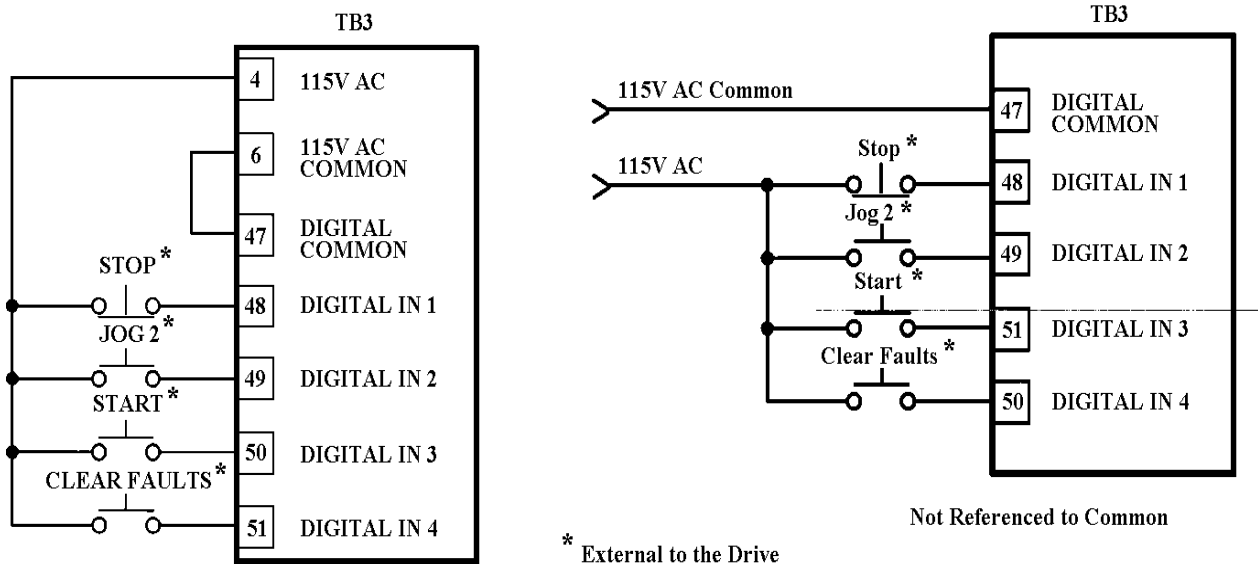 TB3
4 115V AC
6 115V AC
COMMON
47 DIGITAL
COMMON
STOP *
48 DIGITAL IN 1
JOG 2 *
49 DIGITAL IN 2
START *
50 DIGITAL IN 3
CLEAR FAULTS *
51 DIGITAL IN 4
TB3
115V AC Common
47 DIGITAL
COMMON
115V AC
Stop *
48 DIGITAL IN 1
Jog 2 *
49 DIGITAL IN 2
Start *
51 DIGITAL IN 3
Clear Faults *
50 DIGITAL IN 4
Not Referenced to Common
* External to the Drive